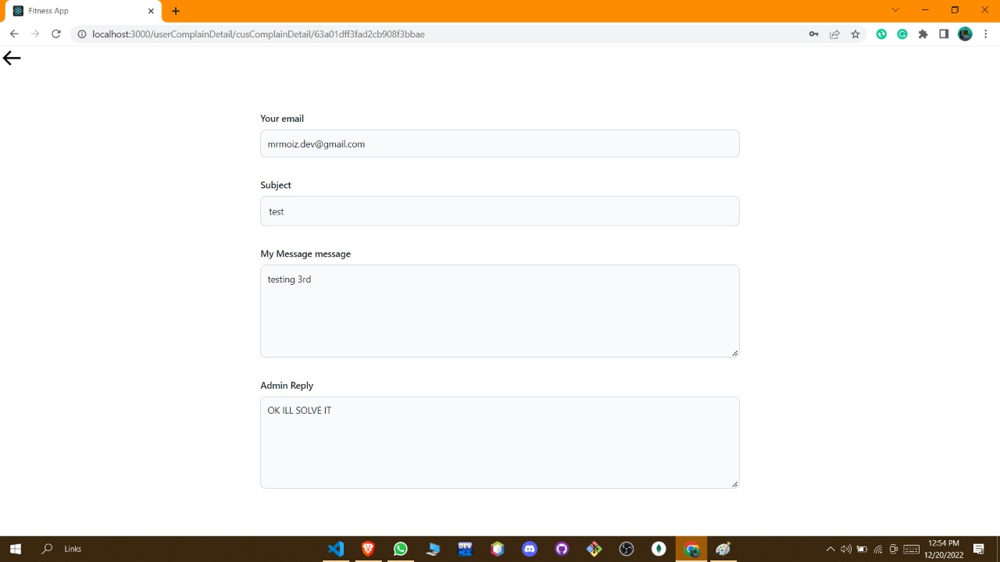 Fitness App
localhost:3000/userComplainDetail/cusComplainDetail/63a01dff3fad2cb908f3bbae
Your email
mrmoiz.dev@gmail.com
Subject
test
My Message message
testing 3rd
Admin Reply
OK ILL SOLVE IT
Links
DEV
12:54 PM
12/20/2022